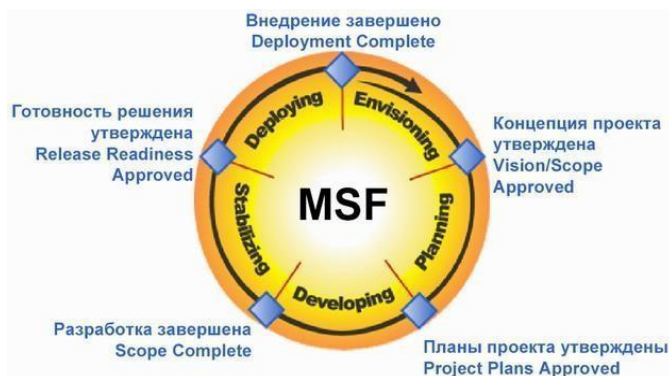 Внедрение завершено
Deployment Complete
Готовность решения
утверждена
Release Readiness
Approved
Deploying
Envisioning
Концепция проекта
утверждена
Vision/Scope
Approved
MSF
Stabilizing
Planning
Developing
Разработка завершена
Scope Complete
Планы проекта утверждены
Project Plans Approved